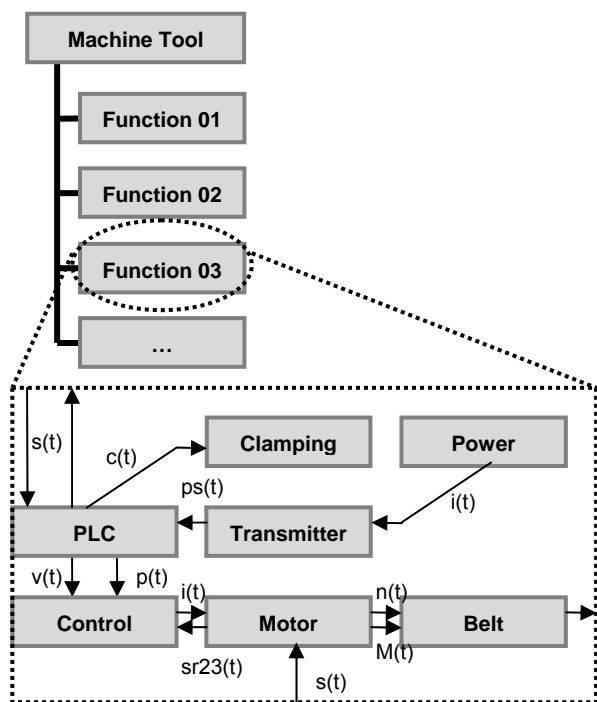 Machine Tool
Function 01
Function 02
Function 03
...
s(t)
c(t)
Clamping
Power
ps(t)
i(t)
PLC
Transmitter
v(t)
p(t)
i(t)
n(t)
Control
Motor
Belt
sr23(t)
M(t)
s(t)